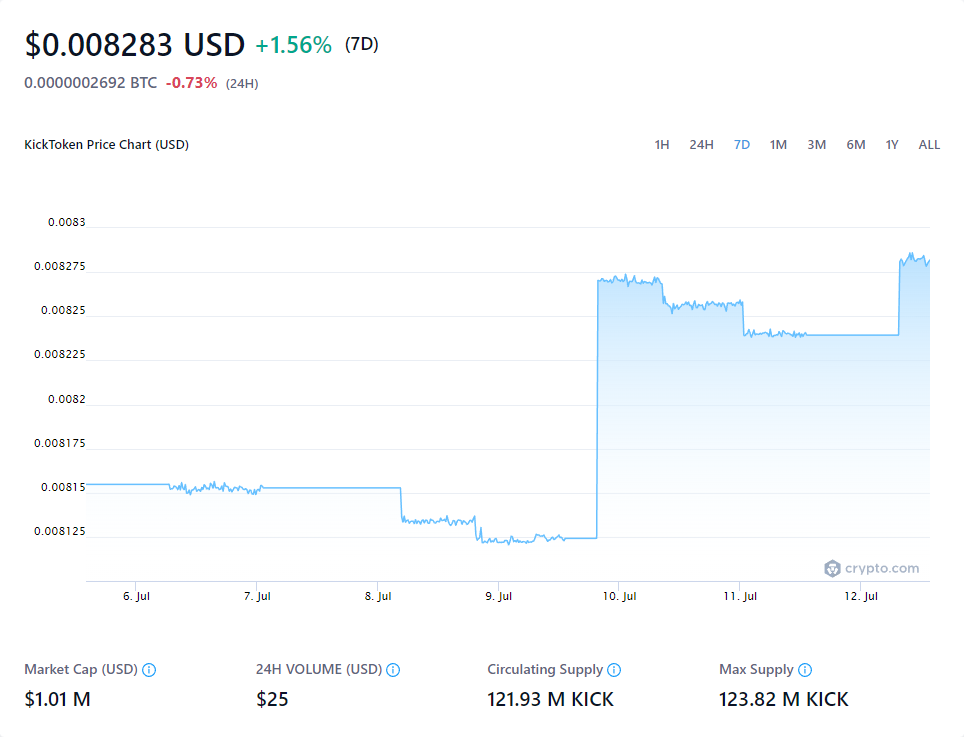 $0.008283 USD +1.56% (7D)
0.0000002692 BTC -0.73% (24H)
KickToken Price Chart (USD) 1H 24H 7D 1M 3M 6M 1Y ALL
0.0083
0.008275
0.00825
0.008225
0.0082
0.008175
0.00815
0.008125
crypto.com
6. Jul 7. Jul 8. Jul 9. Jul 10. Jul 11. Jul 12. Jul
Market Cap (USD) 24H VOLUME (USD) Circulating Supply Max Supply
$1.01 M $25 121.93 M KICK 123.82 M KICK